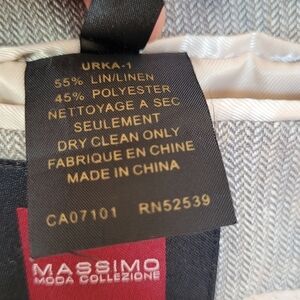 URKA-1
55% LIN/LINEN
45% POLYESTER
NETTOYAGE A SEC
SEULEMENT
DRY CLEAN ONLY
FABRIQUE EN CHINE
MADE IN CHINA
CA07101 RN52539
MASSIMO
MODA COLLEZIONE